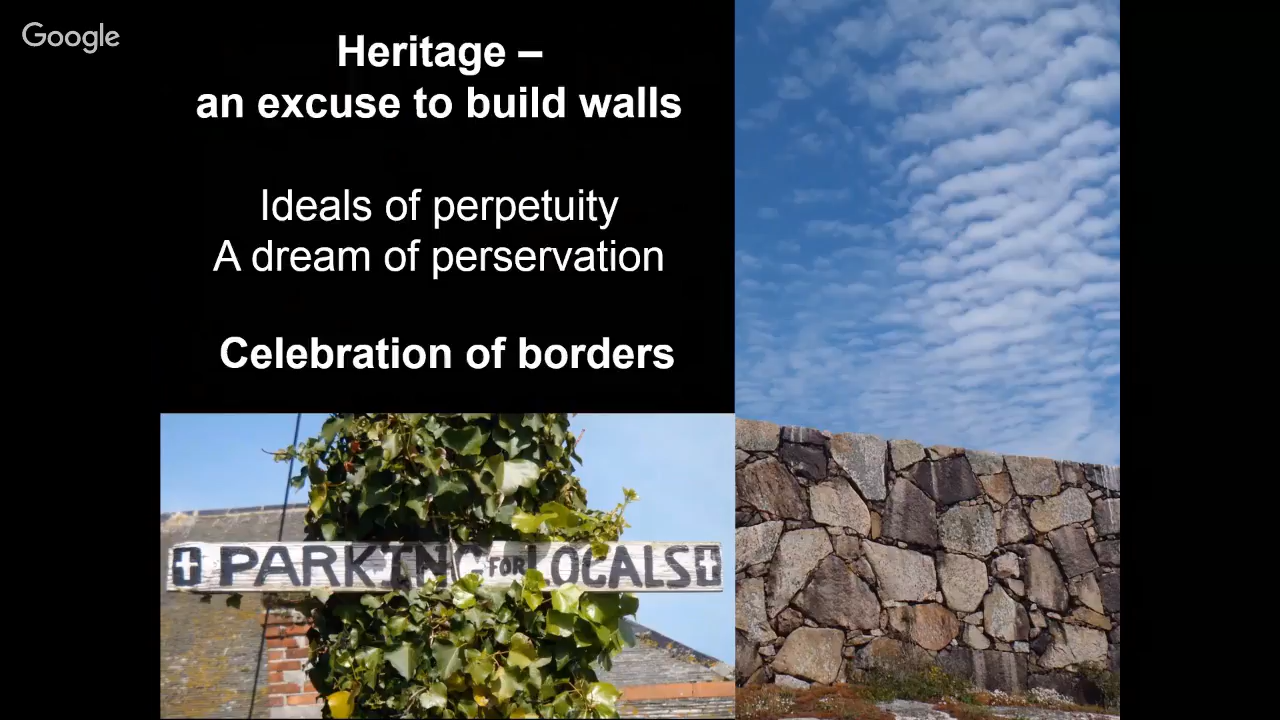 Google
Heritage –
an excuse to build walls
Ideals of perpetuity
A dream of perservation
Celebration of borders
PARKING FOR LOCALS